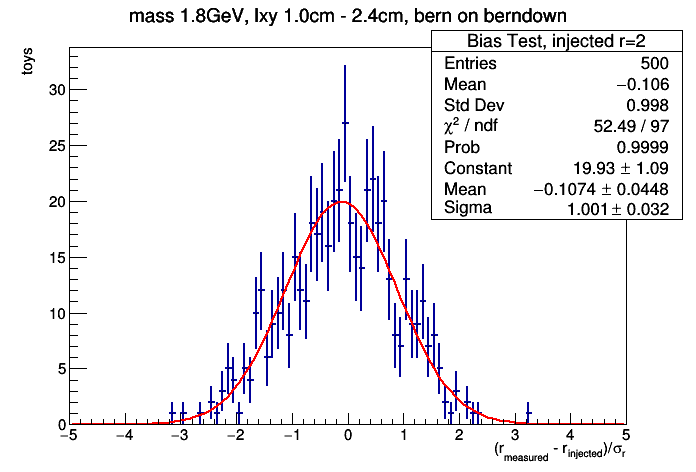 mass 1.8GeV, lxy 1.0cm - 2.4cm, bern on berndown
toys
Bias Test, injected r=2
Entries 500
Mean −0.106
Std Dev 0.998
χ² / ndf 52.49 / 97
Prob 0.9999
Constant 19.93 ± 1.09
Mean −0.1074 ± 0.0448
Sigma 1.001 ± 0.032
30
25
20
15
10
5
0
−5 −4 −3 −2 −1 0 1 2 3 4 5
(r_measured - r_injected)/σ_r